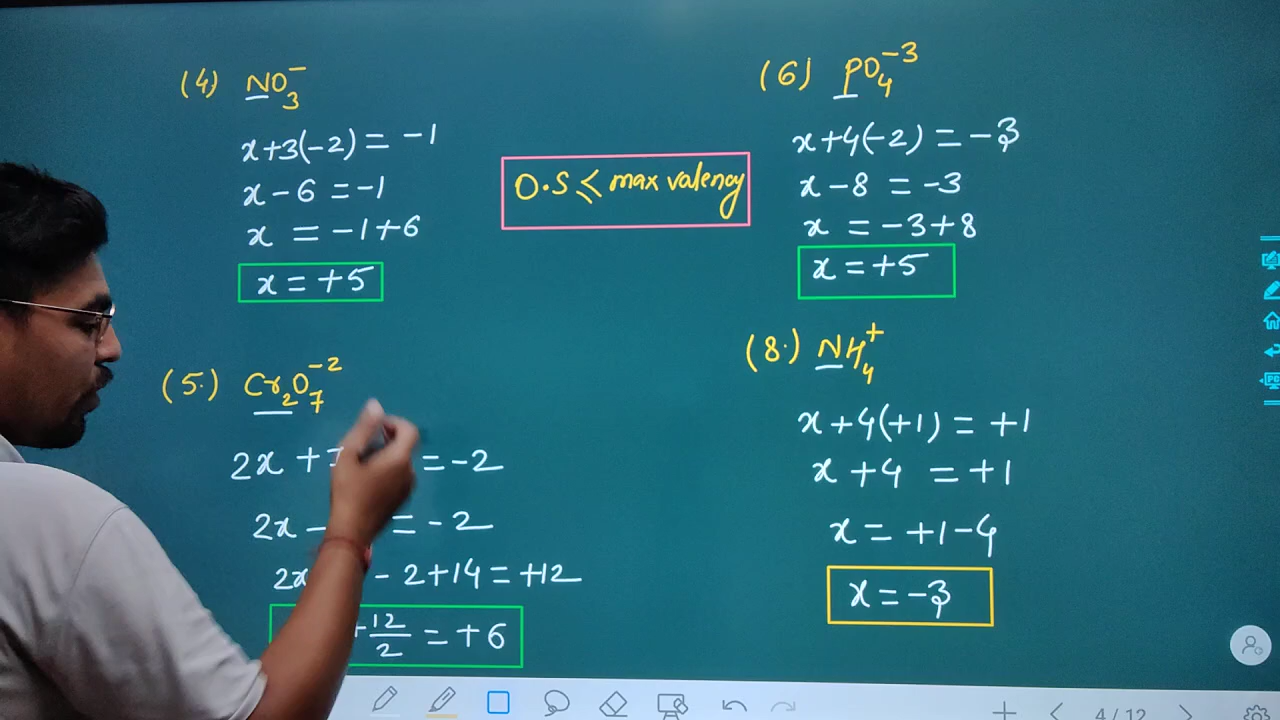 (4) NO₃⁻
x+3(-2) = -1
x-6 = -1
x = -1+6
x = +5
(5.) Cr₂O₇⁻²
2x + = -2
2x - = -2
2x -2+14 = +12
+12/2 = +6
O.S ≤ max valency
(6) PO₄⁻³
x+4(-2) = -3
x-8 = -3
x = -3+8
x = +5
(8.) NH₄⁺
x+4(+1) = +1
x+4 = +1
x = +1-4
x = -3
4 / 12